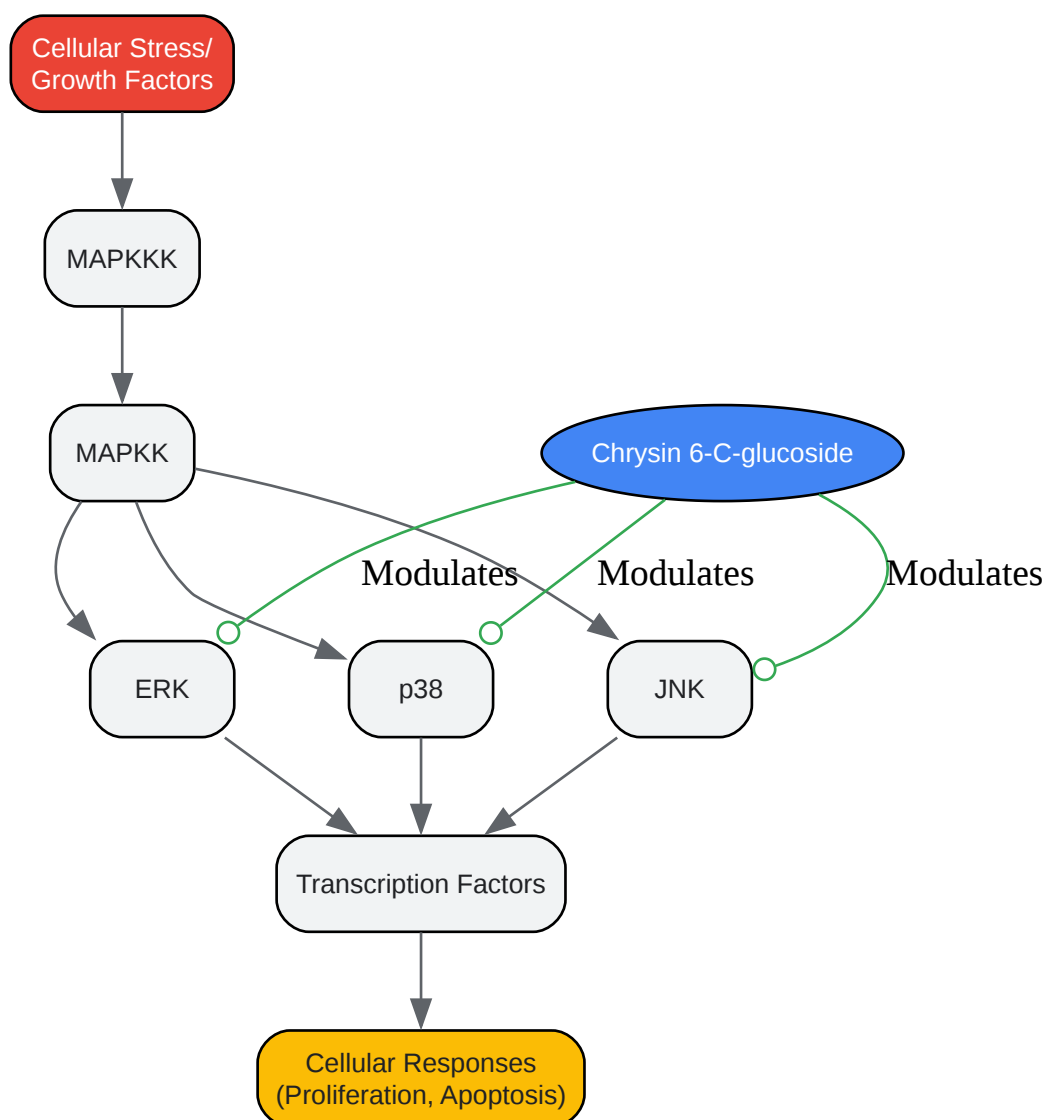 Cellular Stress/
Growth Factors
MAPKKK
MAPKK
Chrysin 6-C-glucoside
Modulates
Modulates
Modulates
ERK
p38
JNK
Transcription Factors
Cellular Responses
(Proliferation, Apoptosis)